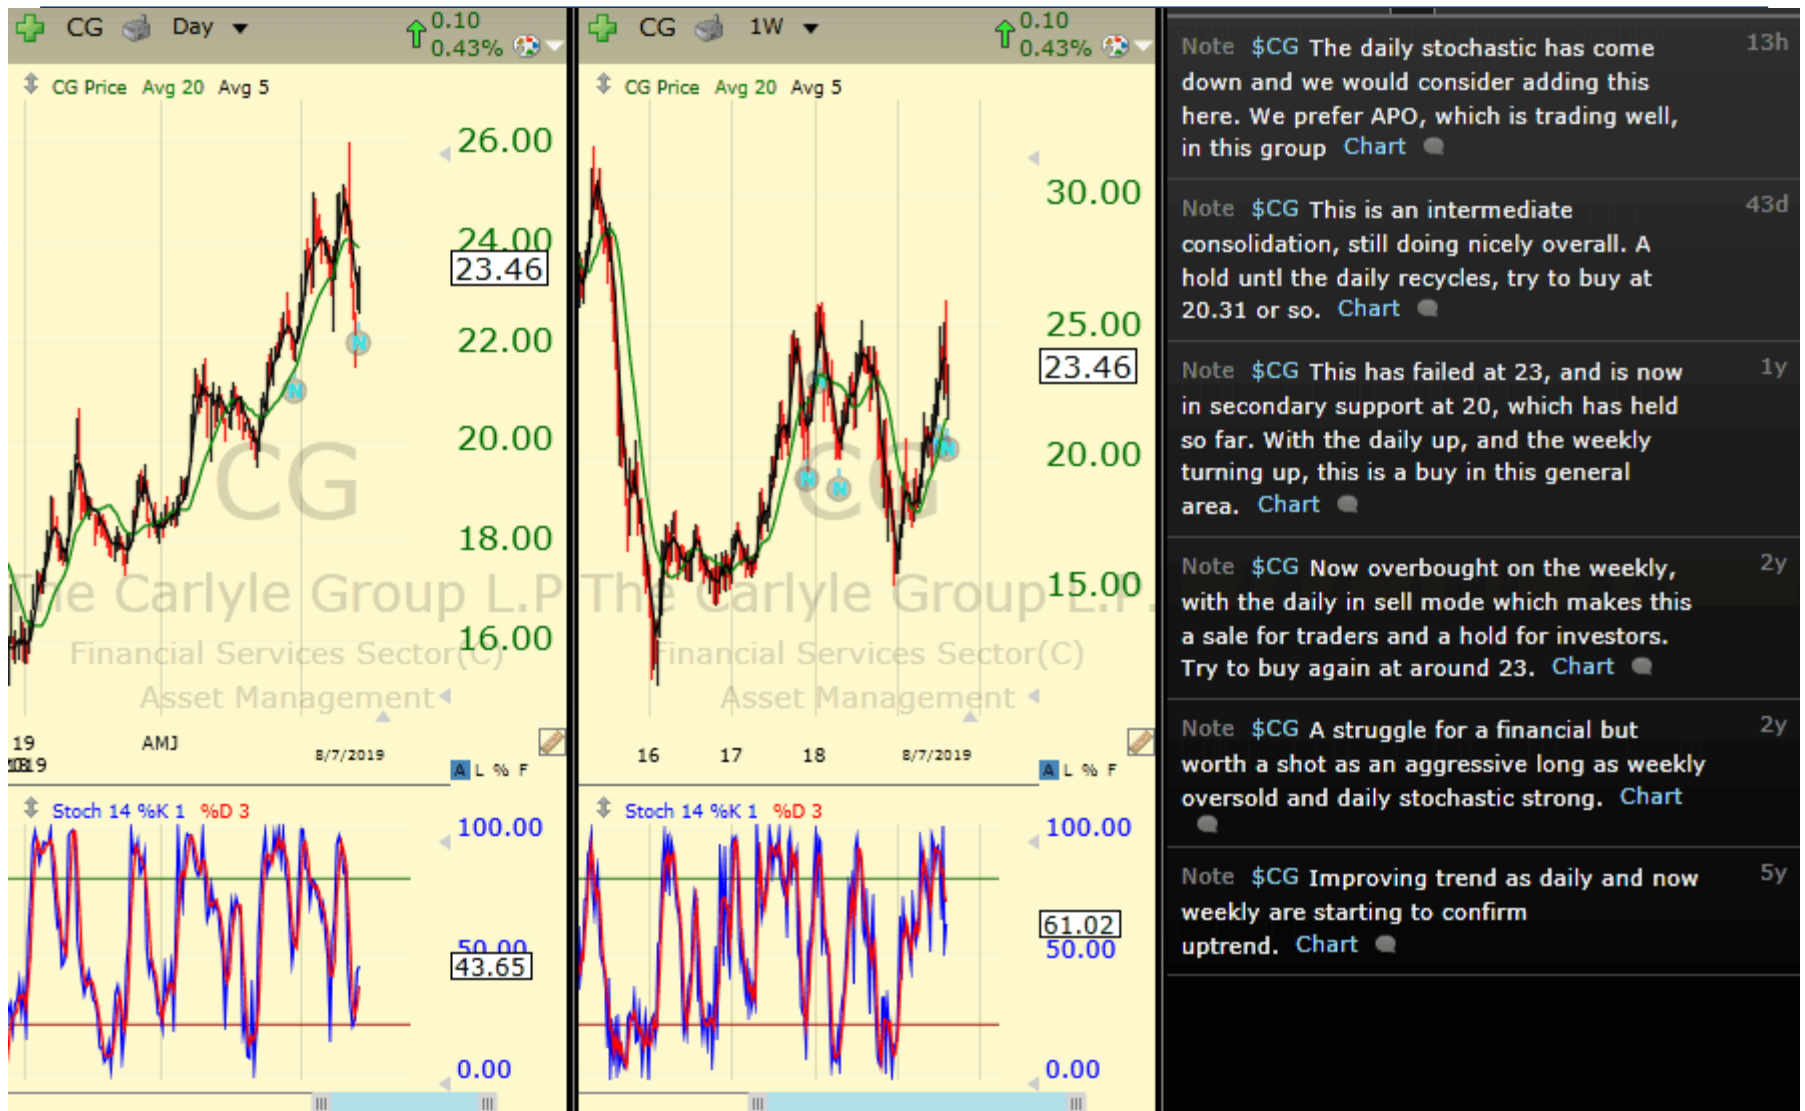 CG Day 0.10
0.43%
CG Price Avg 20 Avg 5
26.00
24.00
23.46
22.00
20.00
18.00
16.00
CG
The Carlyle Group L.P.
Financial Services Sector(C)
Asset Management
19 AMJ 8/7/2019
A L % F
Stoch 14 %K 1 %D 3
100.00
50.00
43.65
0.00
CG 1W 0.10
0.43%
CG Price Avg 20 Avg 5
30.00
25.00
23.46
20.00
15.00
CG
The Carlyle Group L.P.
Financial Services Sector(C)
Asset Management
16 17 18 8/7/2019
A L % F
Stoch 14 %K 1 %D 3
100.00
61.02
50.00
0.00
Note $CG The daily stochastic has come 13h
down and we would consider adding this
here. We prefer APO, which is trading well,
in this group Chart
Note $CG This is an intermediate 43d
consolidation, still doing nicely overall. A
hold untl the daily recycles, try to buy at
20.31 or so. Chart
Note $CG This has failed at 23, and is now 1y
in secondary support at 20, which has held
so far. With the daily up, and the weekly
turning up, this is a buy in this general
area. Chart
Note $CG Now overbought on the weekly, 2y
with the daily in sell mode which makes this
a sale for traders and a hold for investors.
Try to buy again at around 23. Chart
Note $CG A struggle for a financial but 2y
worth a shot as an aggressive long as weekly
oversold and daily stochastic strong. Chart
Note $CG Improving trend as daily and now 5y
weekly are starting to confirm
uptrend. Chart